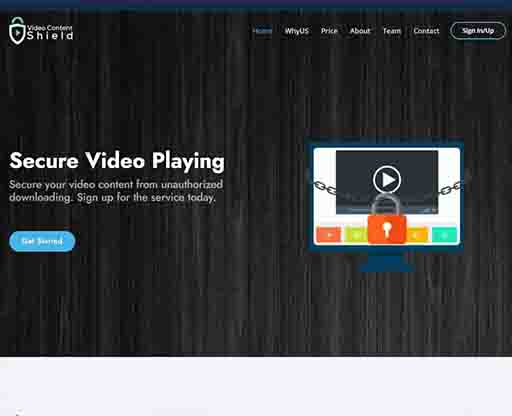 Video Content
Shield
Home WhyUS Price About Team Contact Sign In/Up
Secure Video Playing
Secure your video content from unauthorized
downloading. Sign up for the service today.
Get Started